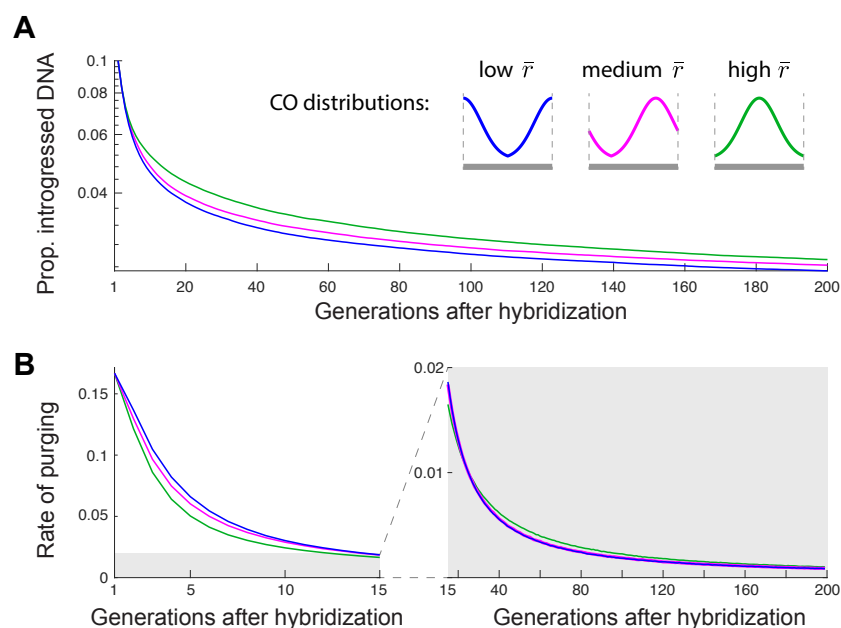 A
Prop. introgressed DNA
0.1
0.08
0.06
0.04
CO distributions:
low r̄
medium r̄
high r̄
1 20 40 60 80 100 120 140 160 180 200
Generations after hybridization
B
Rate of purging
0.15
0.1
0.05
0
1 5 10 15
Generations after hybridization
0.02
0.01
15 40 80 120 160 200
Generations after hybridization